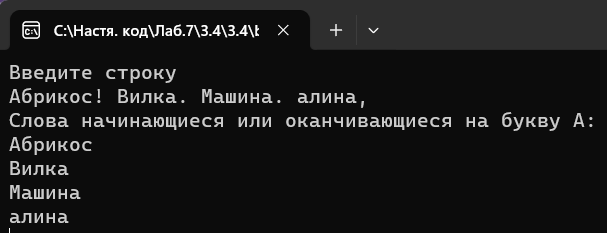 C:\Настя. код\Лаб.7\3.4\3.4\b
Введите строку
Абрикос! Вилка. Машина. алина,
Слова начинающиеся или оканчивающиеся на букву А:
Абрикос
Вилка
Машина
алина